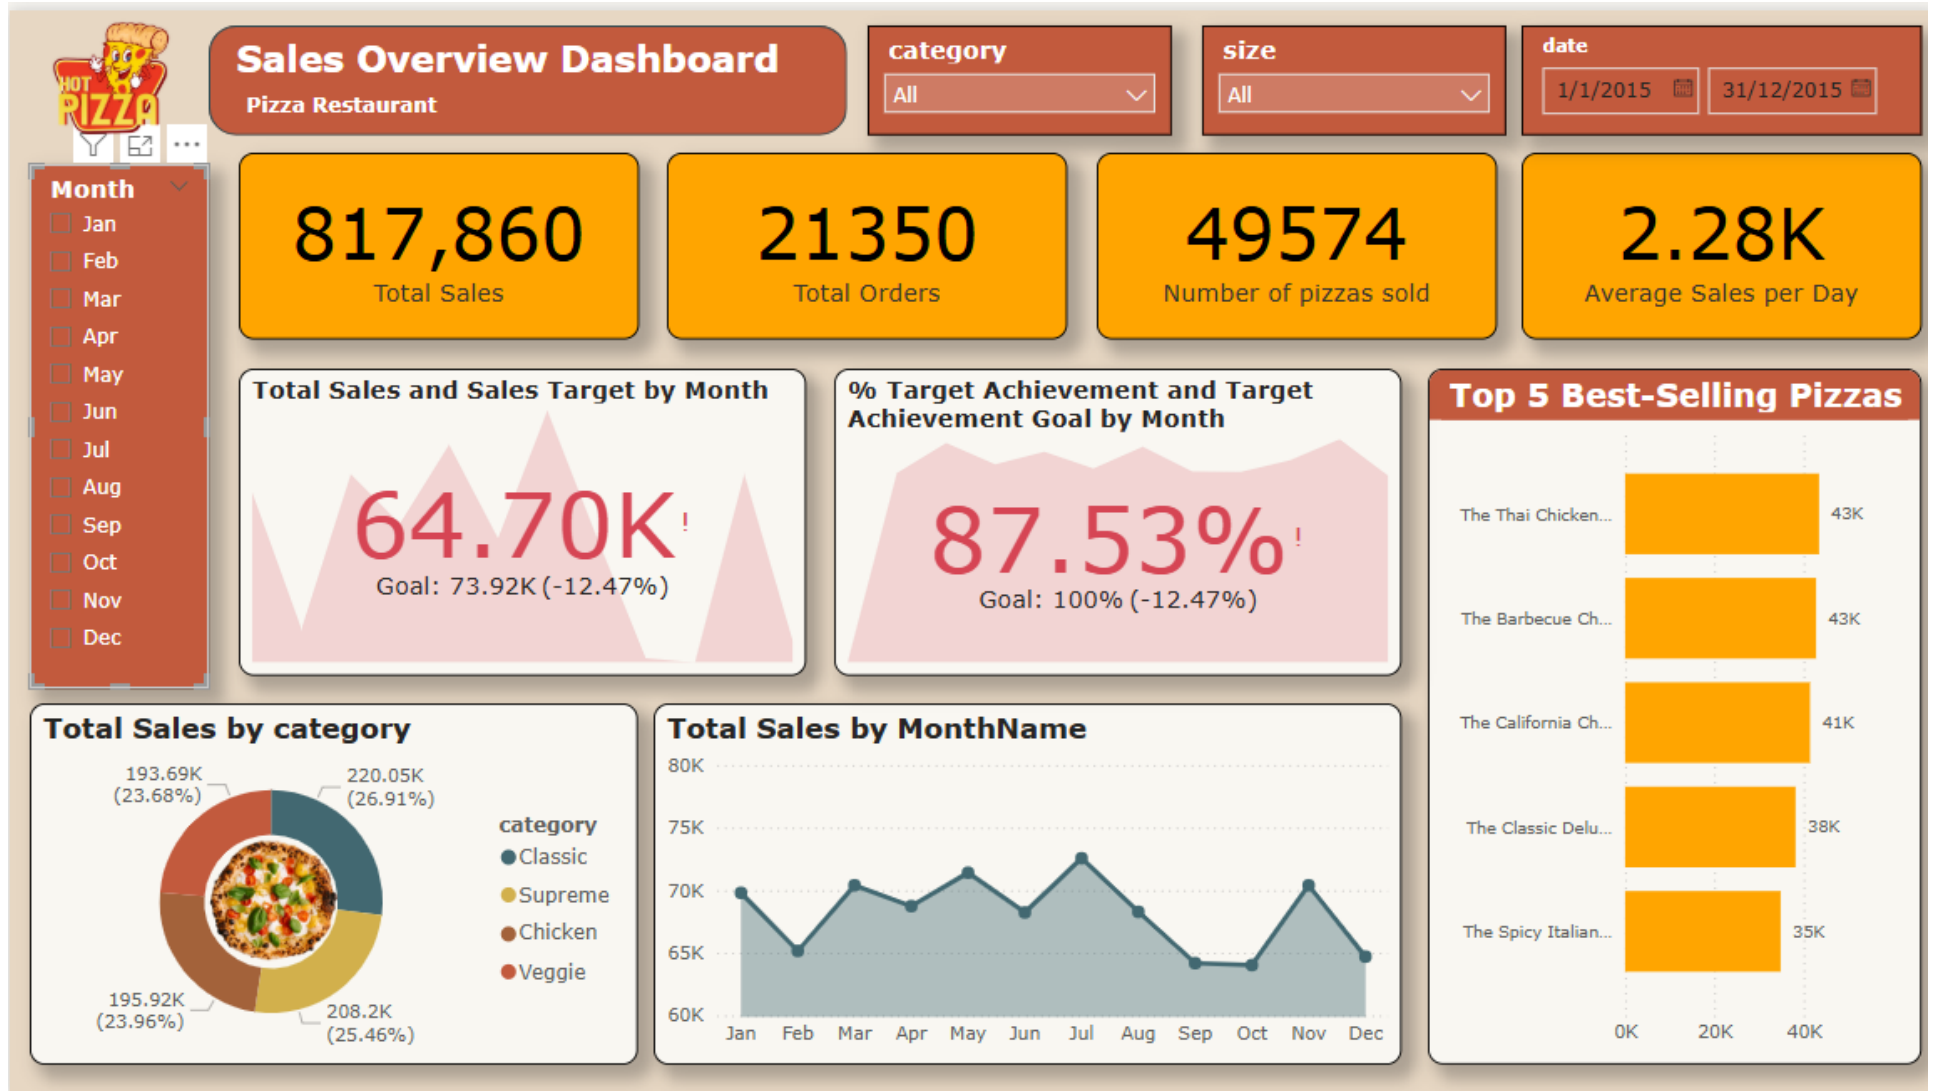 HOT
PIZZA
Sales Overview Dashboard
Pizza Restaurant
category
All
size
All
date
1/1/2015
31/12/2015
Month
Jan
Feb
Mar
Apr
May
Jun
Jul
Aug
Sep
Oct
Nov
Dec
817,860
Total Sales
21350
Total Orders
49574
Number of pizzas sold
2.28K
Average Sales per Day
Total Sales and Sales Target by Month
64.70K!
Goal: 73.92K (-12.47%)
% Target Achievement and Target
Achievement Goal by Month
87.53%!
Goal: 100% (-12.47%)
Top 5 Best-Selling Pizzas
The Thai Chicken... 43K
The Barbecue Ch... 43K
The California Ch... 41K
The Classic Delu... 38K
The Spicy Italian... 35K
0K 20K 40K
Total Sales by category
193.69K
(23.68%)
220.05K
(26.91%)
195.92K
(23.96%)
208.2K
(25.46%)
category
Classic
Supreme
Chicken
Veggie
Total Sales by MonthName
80K
75K
70K
65K
60K
Jan Feb Mar Apr May Jun Jul Aug Sep Oct Nov Dec